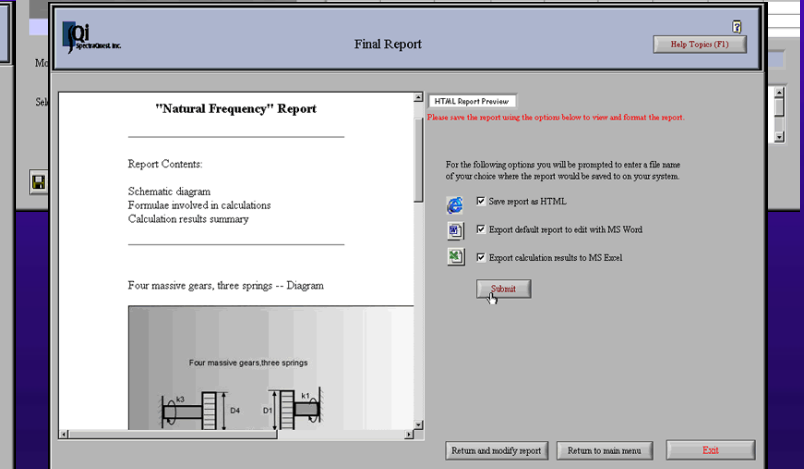 Qi
SpectraQuest, Inc.
Final Report
?
Help Topics (F1)
Mo
Sele
"Natural Frequency" Report
Report Contents:
Schematic diagram
Formulae involved in calculations
Calculation results summary
Four massive gears, three springs -- Diagram
Four massive gears,three springs
k3
D4
D1
k1
HTML Report Preview
Please save the report using the options below to view and format the report.
For the following options you will be prompted to enter a file name
of your choice where the report would be saved to on your system.
Save report as HTML
Export default report to edit with MS Word
Export calculation results to MS Excel
Submit
Return and modify report
Return to main menu
Exit